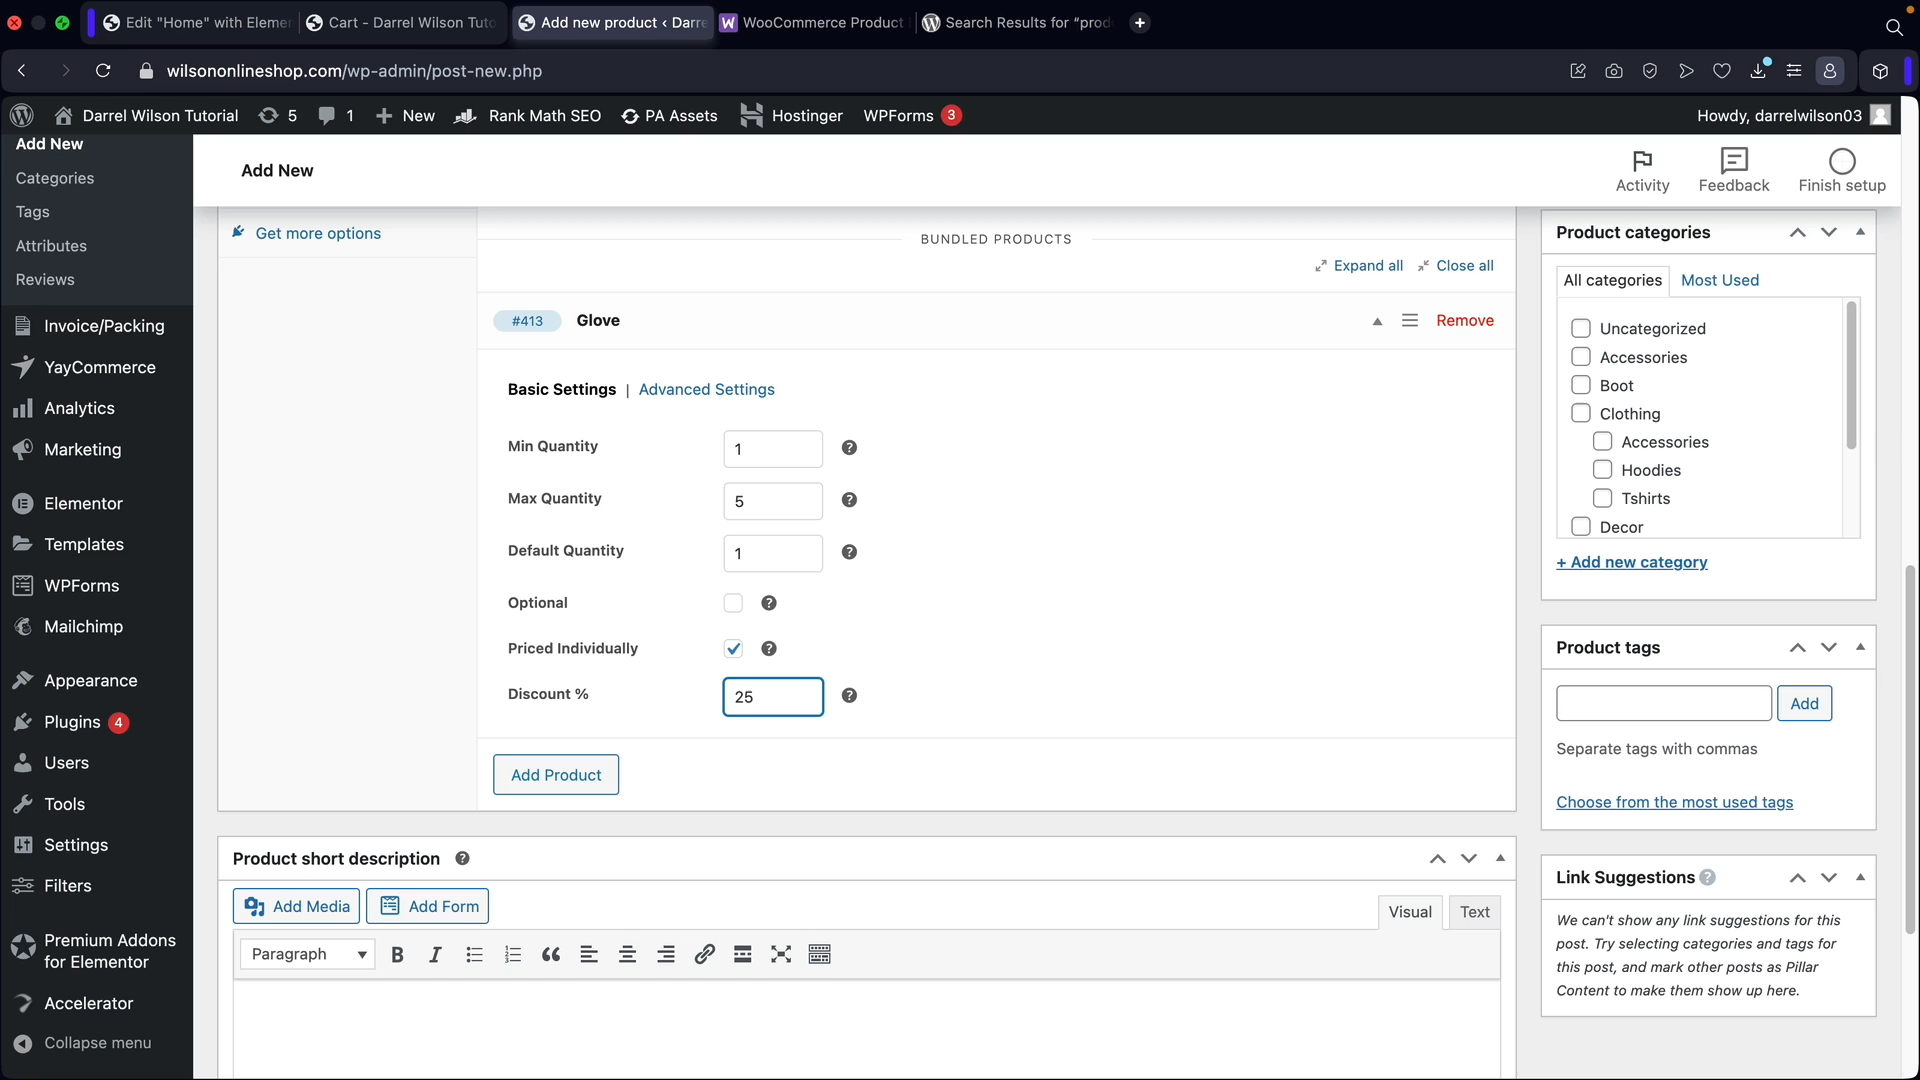 Edit "Home" with Elemen
Cart - Darrel Wilson Tuto
Add new product ‹ Darre
WooCommerce Product
Search Results for “prod
wilsononlineshop.com/wp-admin/post-new.php
Darrel Wilson Tutorial
5
1
New
Rank Math SEO
PA Assets
Hostinger
WPForms 3
Howdy, darrelwilson03
Add New
Categories
Tags
Attributes
Reviews
Invoice/Packing
YayCommerce
Analytics
Marketing
Elementor
Templates
WPForms
Mailchimp
Appearance
Plugins 4
Users
Tools
Settings
Filters
Premium Addons
for Elementor
Accelerator
Collapse menu
Add New
Activity
Feedback
Finish setup
Get more options
BUNDLED PRODUCTS
Expand all
Close all
#413 Glove
Remove
Basic Settings | Advanced Settings
Min Quantity 1
Max Quantity 5
Default Quantity 1
Optional
Priced Individually
Discount % 25
Add Product
Product short description
Add Media
Add Form
Visual
Text
Paragraph
B I
Product categories
All categories
Most Used
Uncategorized
Accessories
Boot
Clothing
Accessories
Hoodies
Tshirts
Decor
+ Add new category
Product tags
Add
Separate tags with commas
Choose from the most used tags
Link Suggestions
We can't show any link suggestions for this
post. Try selecting categories and tags for
this post, and mark other posts as Pillar
Content to make them show up here.